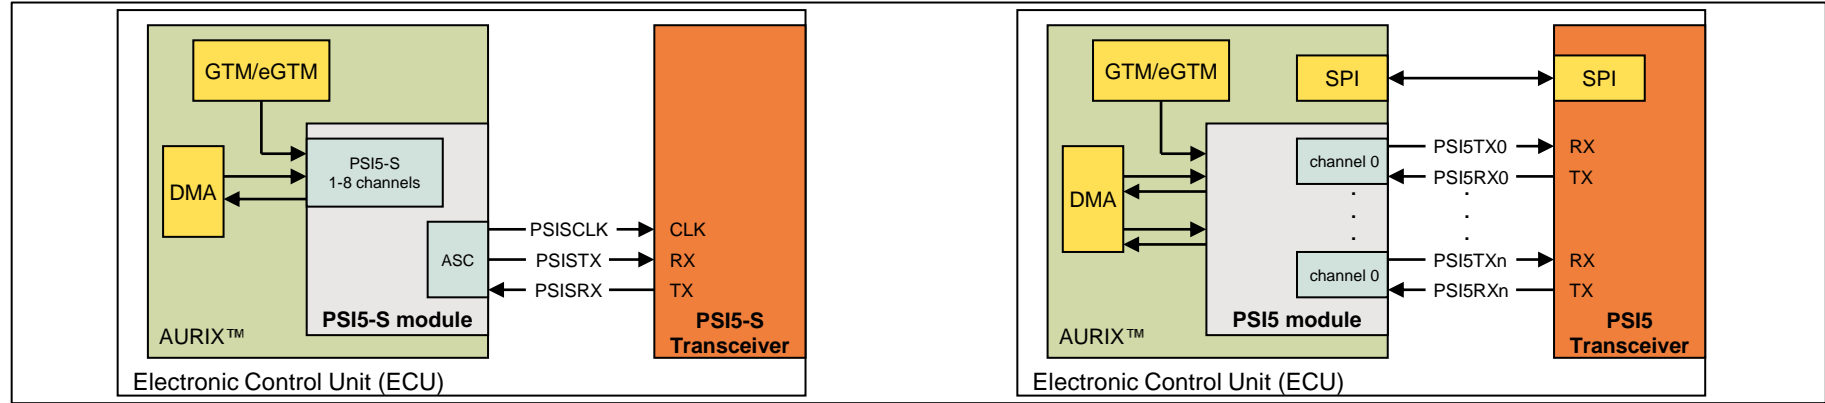 GTM/eGTM
PSI5-S
1-8 channels
DMA
PSISCLK
CLK
ASC
PSISTX
RX
PSISRX
TX
PSI5-S module
PSI5-S
Transceiver
AURIX™
Electronic Control Unit (ECU)
GTM/eGTM
SPI
SPI
channel 0
PSI5TX0
RX
PSI5RX0
TX
DMA
.
.
.
.
.
.
channel 0
PSI5TXn
RX
PSI5RXn
TX
PSI5 module
PSI5
Transceiver
AURIX™
Electronic Control Unit (ECU)